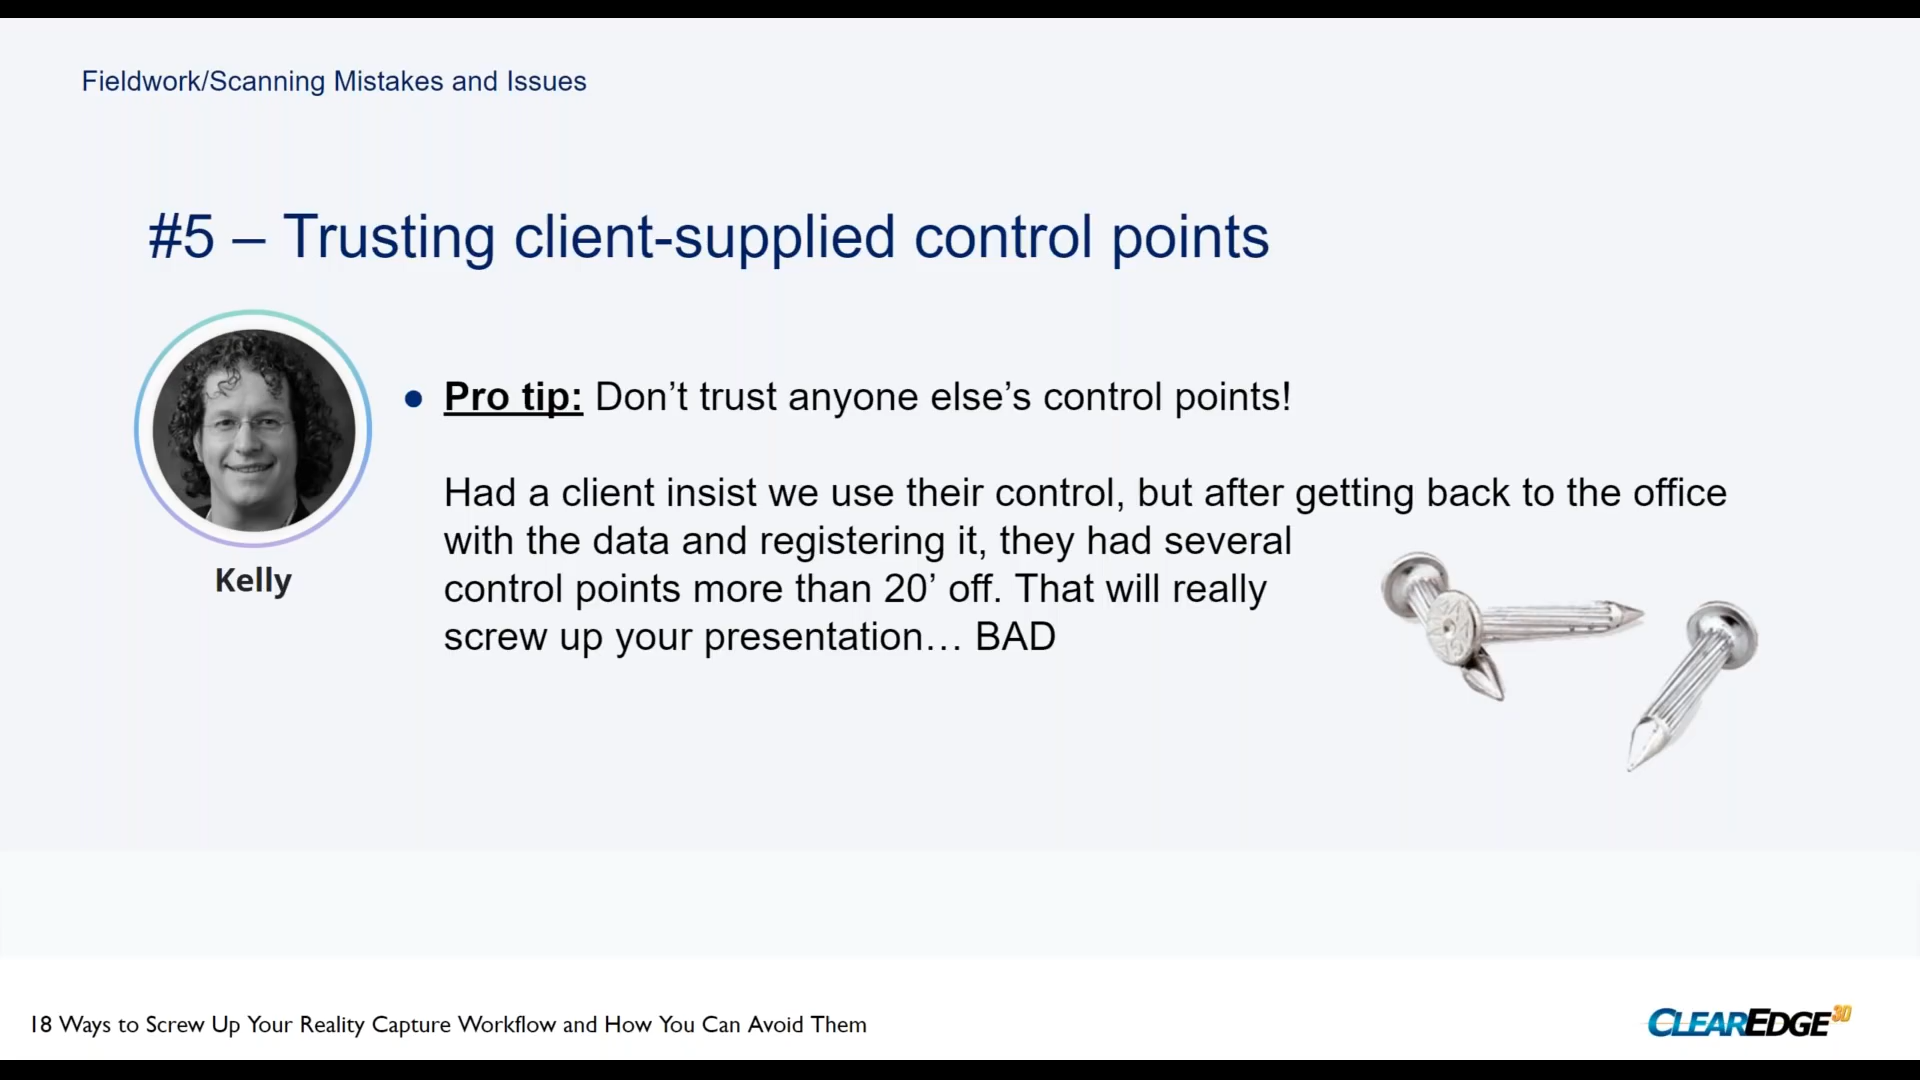 Fieldwork/Scanning Mistakes and Issues
#5 – Trusting client-supplied control points
● Pro tip: Don’t trust anyone else’s control points!
Had a client insist we use their control, but after getting back to the office
with the data and registering it, they had several
control points more than 20’ off. That will really
screw up your presentation… BAD
Kelly
18 Ways to Screw Up Your Reality Capture Workflow and How You Can Avoid Them
CLEAREDGE3D